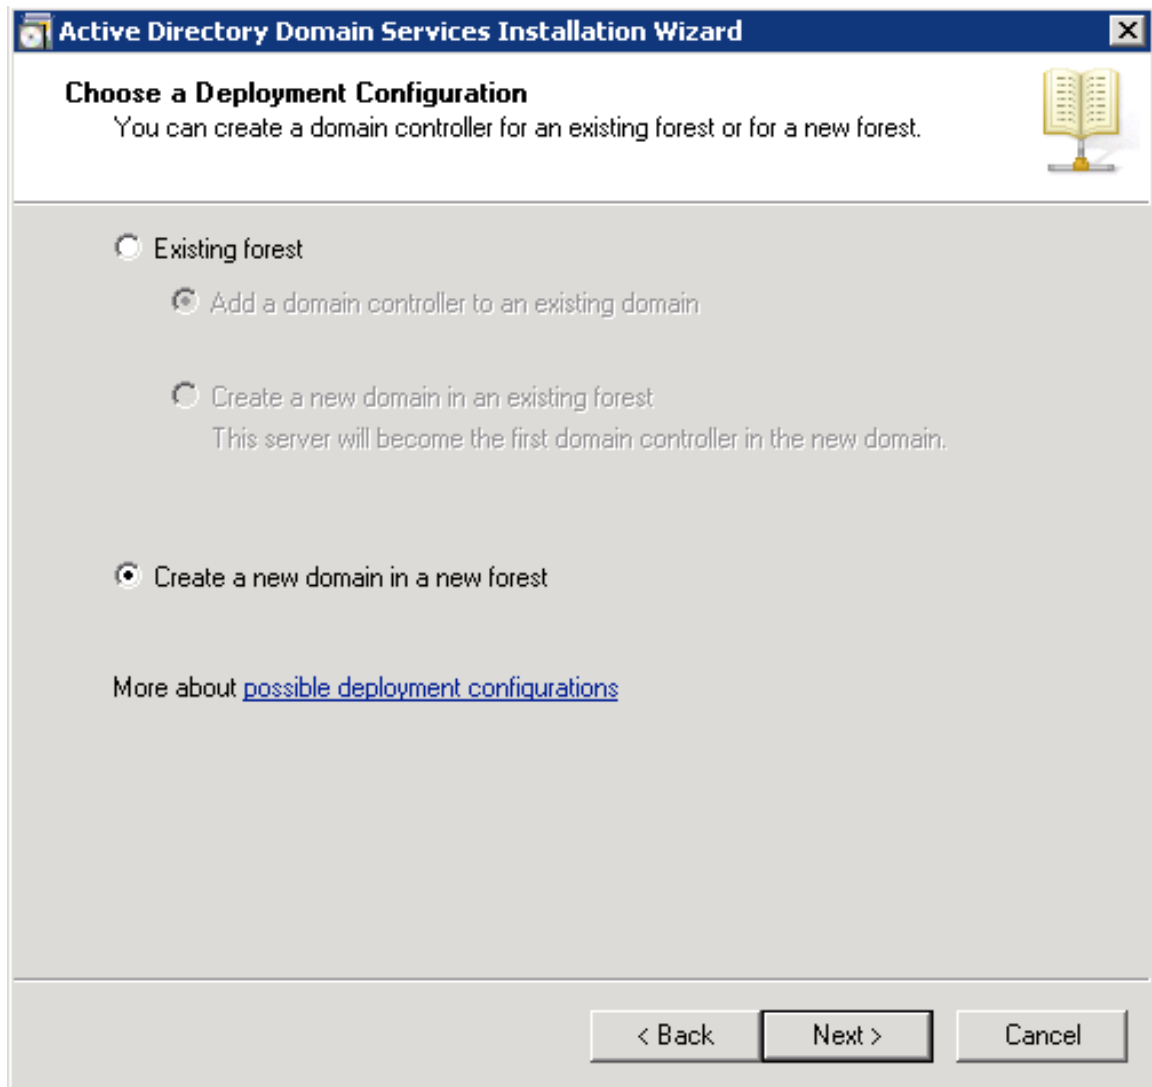 Active Directory Domain Services Installation Wizard
Choose a Deployment Configuration
You can create a domain controller for an existing forest or for a new forest.
Existing forest
Add a domain controller to an existing domain
Create a new domain in an existing forest
This server will become the first domain controller in the new domain.
Create a new domain in a new forest
More about possible deployment configurations
< Back Next > Cancel